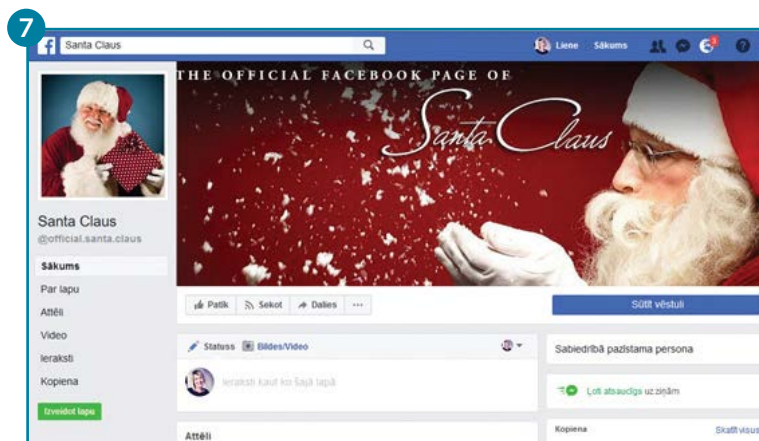 7
f Santa Claus
Liene Sākums 3 ?
THE OFFICIAL FACEBOOK PAGE OF
Santa Claus
Santa Claus
@official.santa.claus
Sākums
Par lapu
Attēli
Video
Ieraksti
Kopiena
Izveidot lapu
Patīk Sekot Dalies ...
Sūtīt vēstuli
Statuss Bildes/Video
Ieraksti kaut ko šajā lapā
Attēli
Sabiedrībā pazīstama persona
Ļoti atsaucīgs uz ziņām
Kopiena Skatīt visus